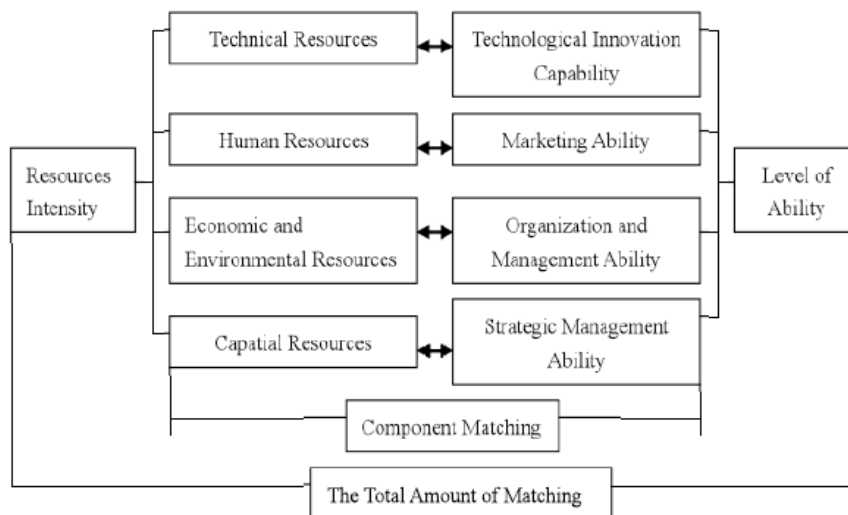 Technical Resources
Technological Innovation
Capability
Human Resources
Marketing Ability
Resources
Intensity
Level of
Ability
Economic and
Environmental Resources
Organization and
Management Ability
Capatial Resources
Strategic Management
Ability
Component Matching
The Total Amount of Matching